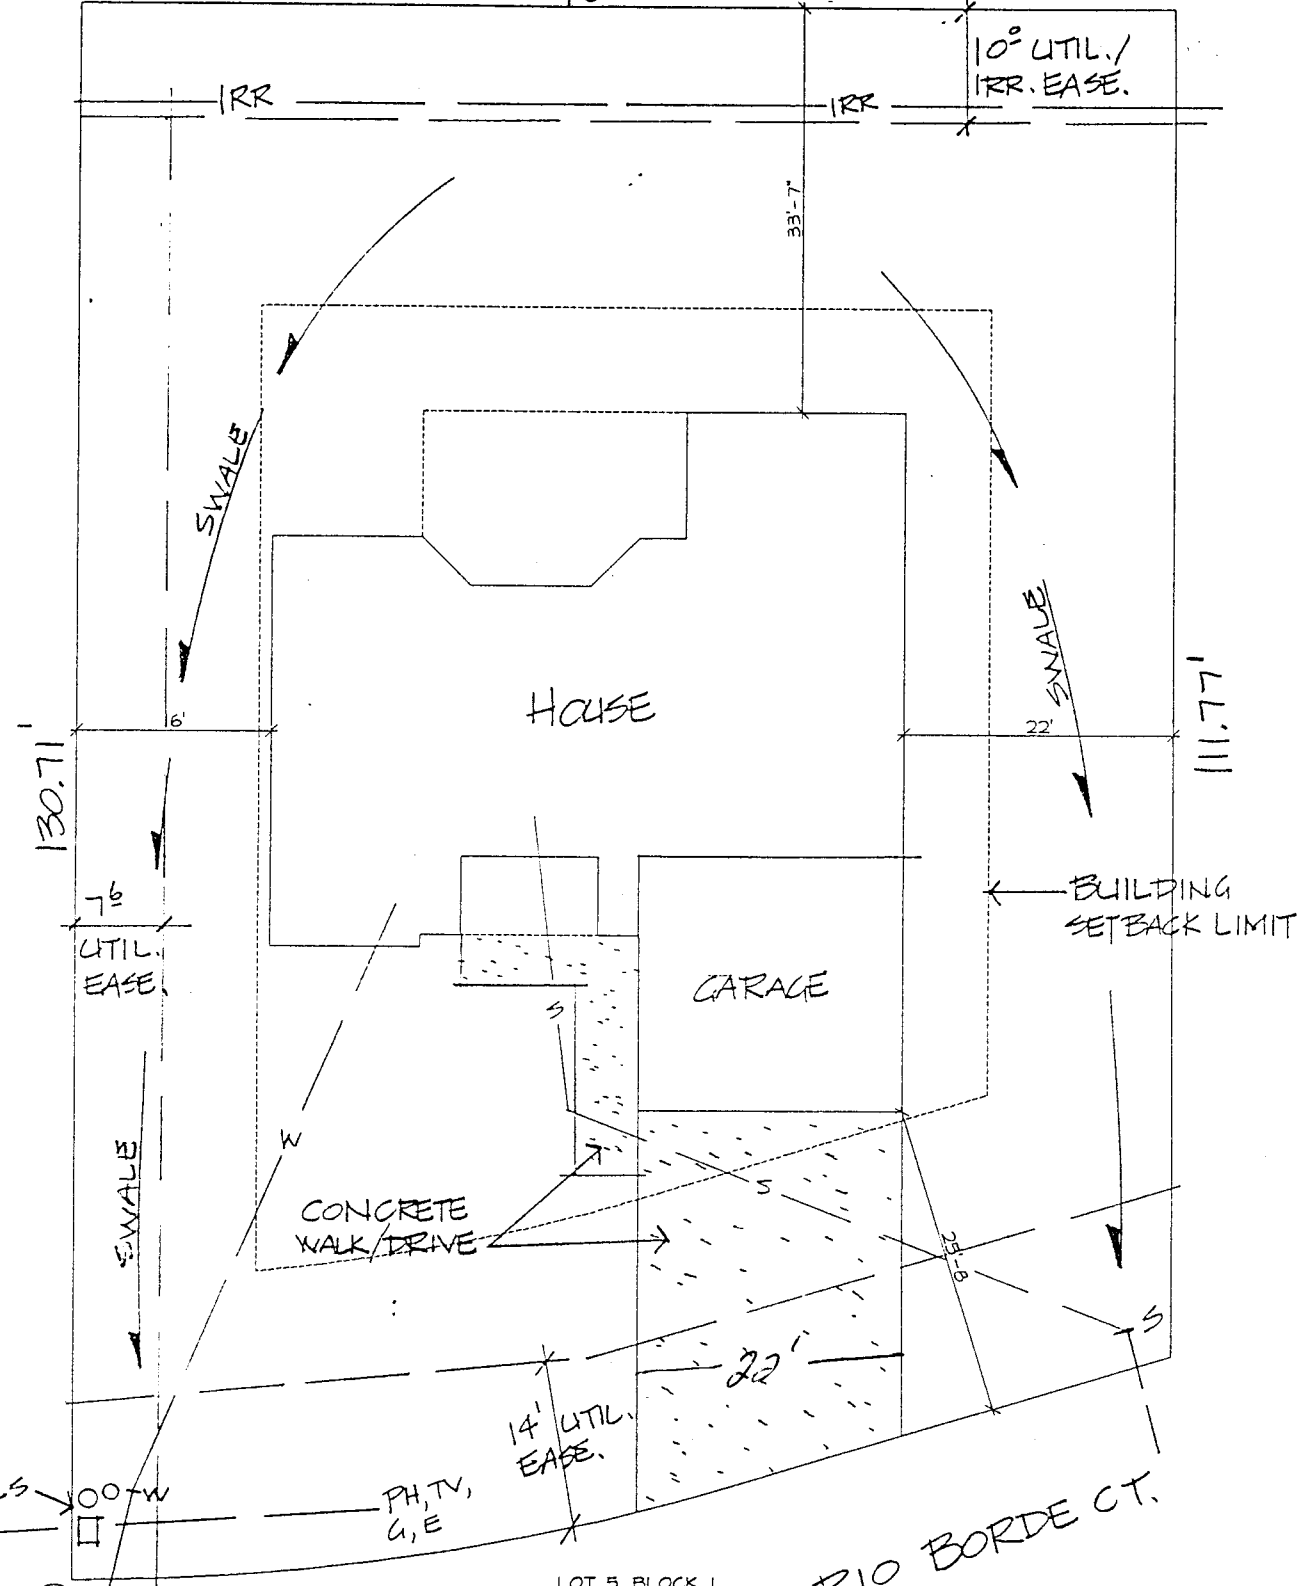 10° UTIL./
IRR. EASE.
IRR
IRR
33'-7"
SWALE
SWALE
HOUSE
6'
22'
130.71'
111.77'
7 6
UTIL.
EASE.
BUILDING
SETBACK LIMIT
GARAGE
S
W
SWALE
CONCRETE
WALK/DRIVE
S
25'-8
S
22'
14' UTIL.
EASE.
W
PH, TV,
G, E
RIO BORDE CT.
LOT 5 BLOCK 1